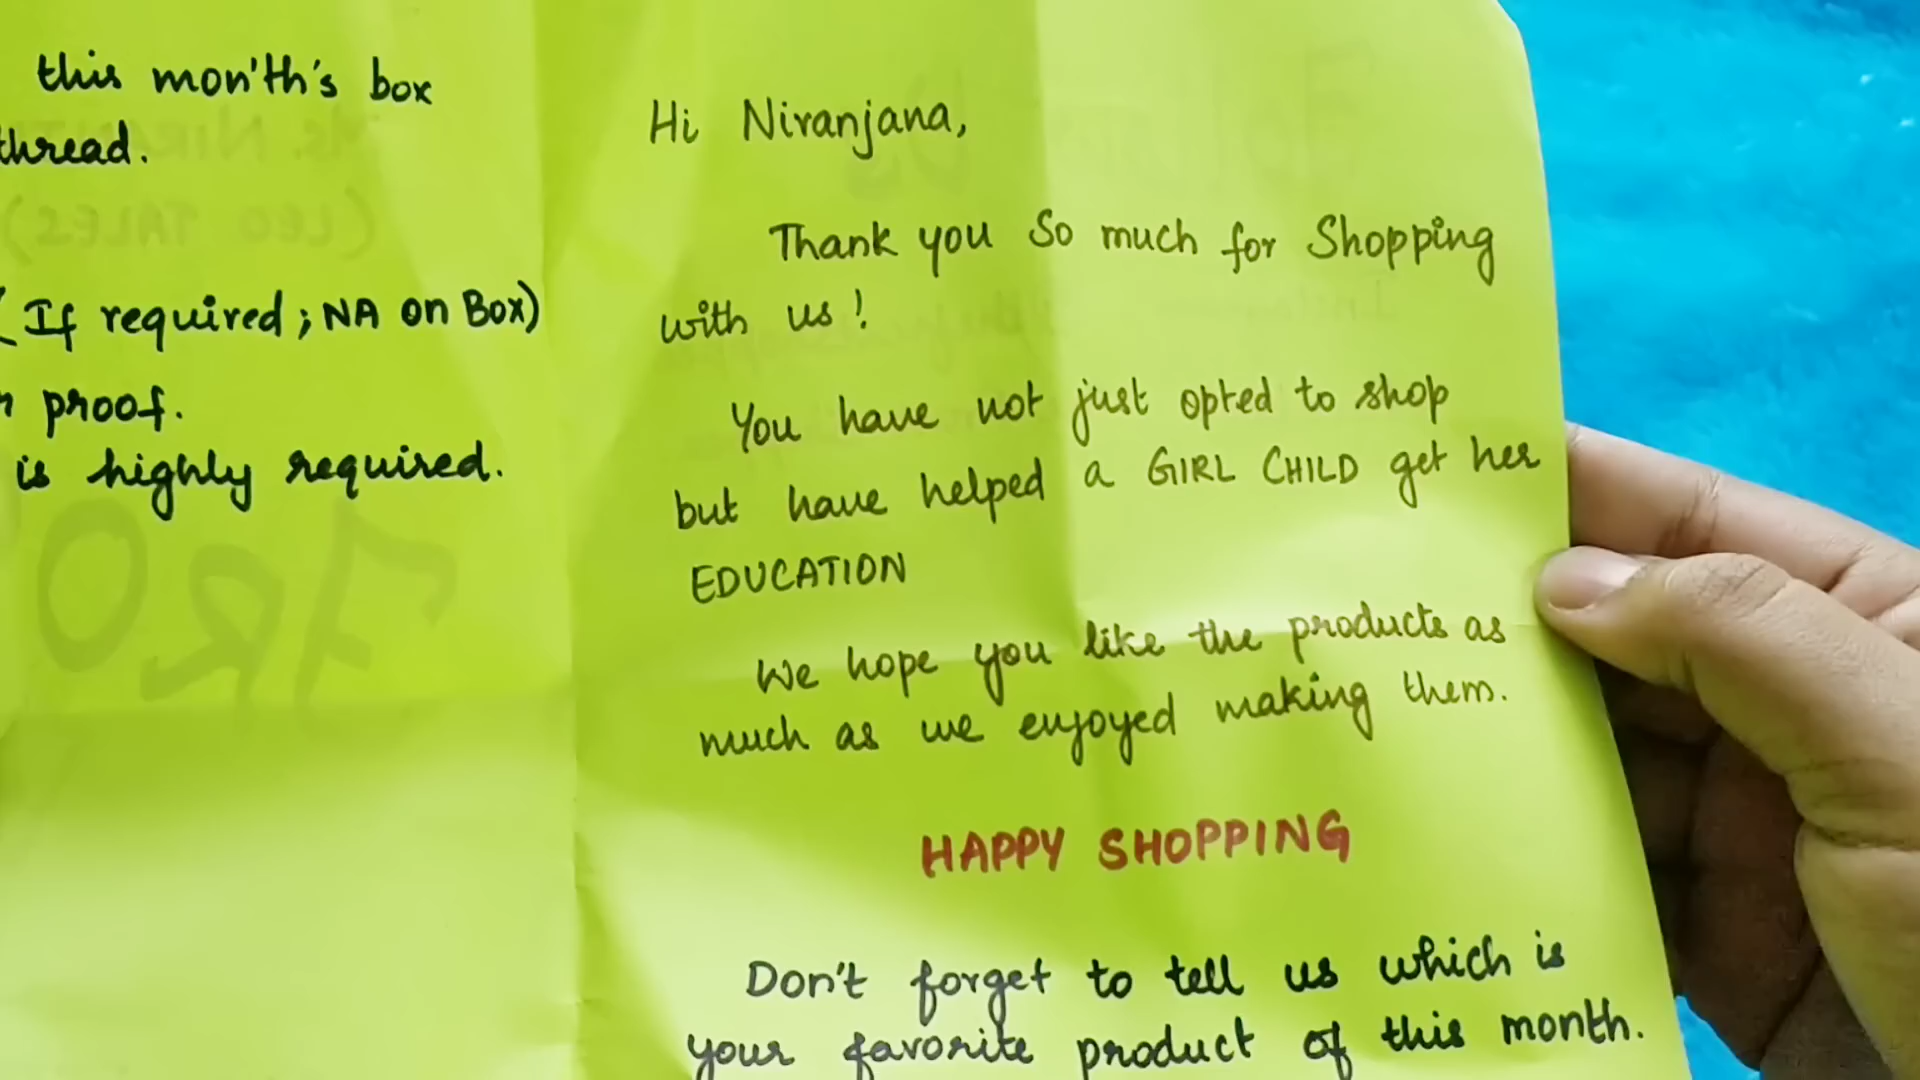 this mon'th's box
thread.
(If required; NA on Box)
proof.
is highly required.
Hi Niranjana,
Thank you So much for Shopping
with us!
You have not just opted to shop
but have helped a GIRL CHILD get her
EDUCATION
We hope you like the products as
much as we enjoyed making them.
HAPPY SHOPPING
Don't forget to tell us which is
your favorite product of this month.